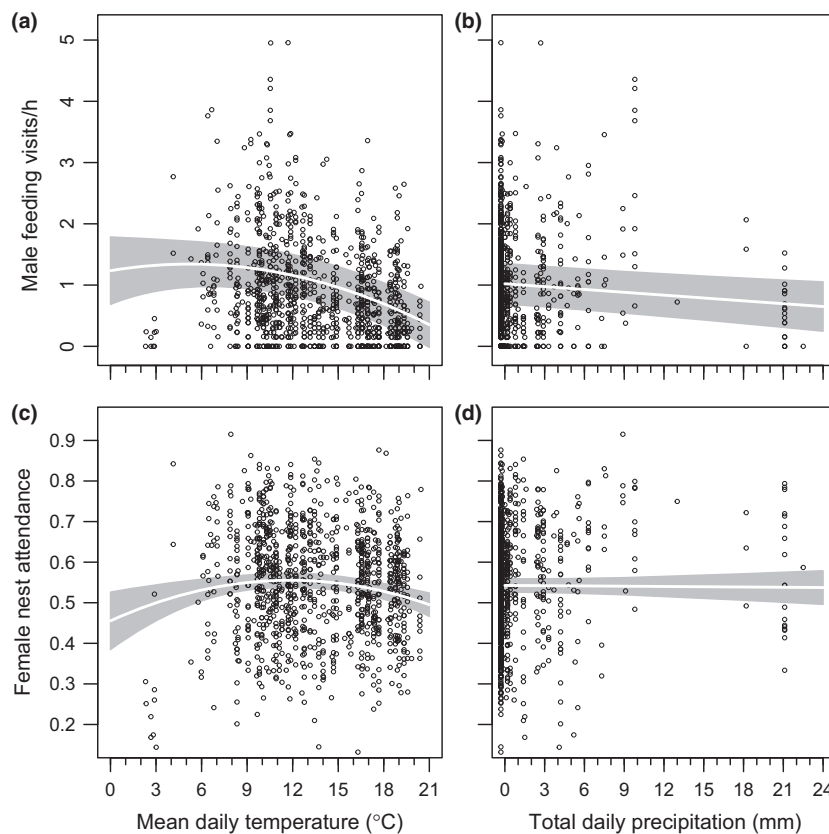 (a)
(b)
5
4
3
2
1
0
Male feeding visits/h
(c)
(d)
0.9
0.8
0.7
0.6
0.5
0.4
0.3
0.2
Female nest attendance
0 3 6 9 12 15 18 21
0 3 6 9 12 15 18 21 24
Mean daily temperature (°C)
Total daily precipitation (mm)